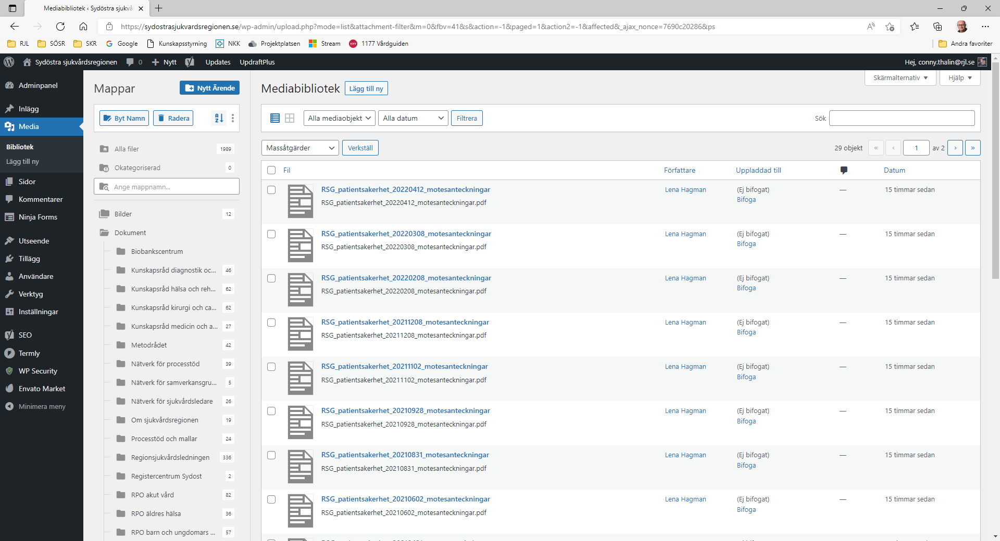 Mediabibliotek ‹ Sydöstra sjukvå
https://sydostrasjukvardsregionen.se/wp-admin/upload.php?mode=list&attachment-filter&m=0&fbv=41&s&action=-1&paged=1&action2=-1&affected&_ajax_nonce=7690c20286&ps
RJL SÖSR SKR Google Kunskapsstyrning NKK Projektplatsen Stream 1177 1177 Vårdguiden Andra favoriter
Sydöstra sjukvårdsregionen 0 Nytt Updates UpdraftPlus Hej, conny.thalin@rjl.se
Adminpanel
Inlägg
Media
Bibliotek
Lägg till ny
Sidor
Kommentarer
Ninja Forms
Utseende
Tillägg
Användare
Verktyg
Inställningar
SEO
Termly
WP Security
Envato Market
Minimera meny
Mappar Nytt Ärende
Byt Namn Radera
Alla filer 1989
Okategoriserad 0
Ange mappnamn...
Bilder 12
Dokument
Biobankscentrum
Kunskapsråd diagnostik oc... 46
Kunskapsråd hälsa och reh... 62
Kunskapsråd kirurgi och ca... 62
Kunskapsråd medicin och a... 27
Metodrådet 42
Nätverk för processtöd 39
Nätverk för samverkansgru... 5
Nätverk för sjukvårdsledare 26
Om sjukvårdsregionen 19
Processtöd och mallar 24
Regionsjukvårdsledningen 336
Registercentrum Sydost 2
RPO akut vård 82
RPO äldres hälsa 36
RPO barn och ungdomars ... 57
Skärmalternativ Hjälp
Mediabibliotek Lägg till ny
Alla mediaobjekt Alla datum Filtrera Sök
Massåtgärder Verkställ 29 objekt « ‹ 1 av 2 › »
Fil Författare Uppladdad till Datum
RSG_patientsakerhet_20220412_motesanteckningar Lena Hagman (Ej bifogat) — 15 timmar sedan
RSG_patientsakerhet_20220412_motesanteckningar.pdf Bifoga
RSG_patientsakerhet_20220308_motesanteckningar Lena Hagman (Ej bifogat) — 15 timmar sedan
RSG_patientsakerhet_20220308_motesanteckningar.pdf Bifoga
RSG_patientsakerhet_20220208_motesanteckningar Lena Hagman (Ej bifogat) — 15 timmar sedan
RSG_patientsakerhet_20220208_motesanteckningar.pdf Bifoga
RSG_patientsakerhet_20211208_motesanteckningar Lena Hagman (Ej bifogat) — 15 timmar sedan
RSG_patientsakerhet_20211208_motesanteckningar.pdf Bifoga
RSG_patientsakerhet_20211102_motesanteckningar Lena Hagman (Ej bifogat) — 15 timmar sedan
RSG_patientsakerhet_20211102_motesanteckningar.pdf Bifoga
RSG_patientsakerhet_20210928_motesanteckningar Lena Hagman (Ej bifogat) — 15 timmar sedan
RSG_patientsakerhet_20210928_motesanteckningar.pdf Bifoga
RSG_patientsakerhet_20210831_motesanteckningar Lena Hagman (Ej bifogat) — 15 timmar sedan
RSG_patientsakerhet_20210831_motesanteckningar.pdf Bifoga
RSG_patientsakerhet_20210602_motesanteckningar Lena Hagman (Ej bifogat) — 15 timmar sedan
RSG_patientsakerhet_20210602_motesanteckningar.pdf Bifoga